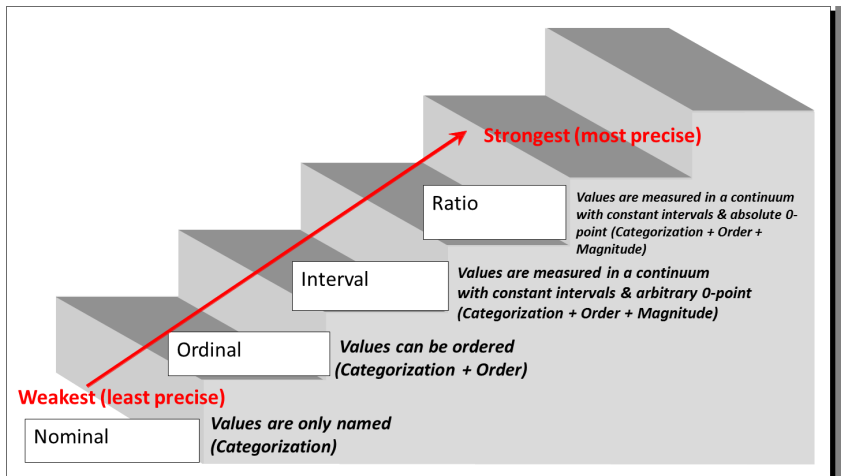 Strongest (most precise)
Ratio
Values are measured in a continuum
with constant intervals & absolute 0-
point (Categorization + Order +
Magnitude)
Interval
Values are measured in a continuum
with constant intervals & arbitrary 0-point
(Categorization + Order + Magnitude)
Ordinal
Values can be ordered
(Categorization + Order)
Weakest (least precise)
Nominal
Values are only named
(Categorization)